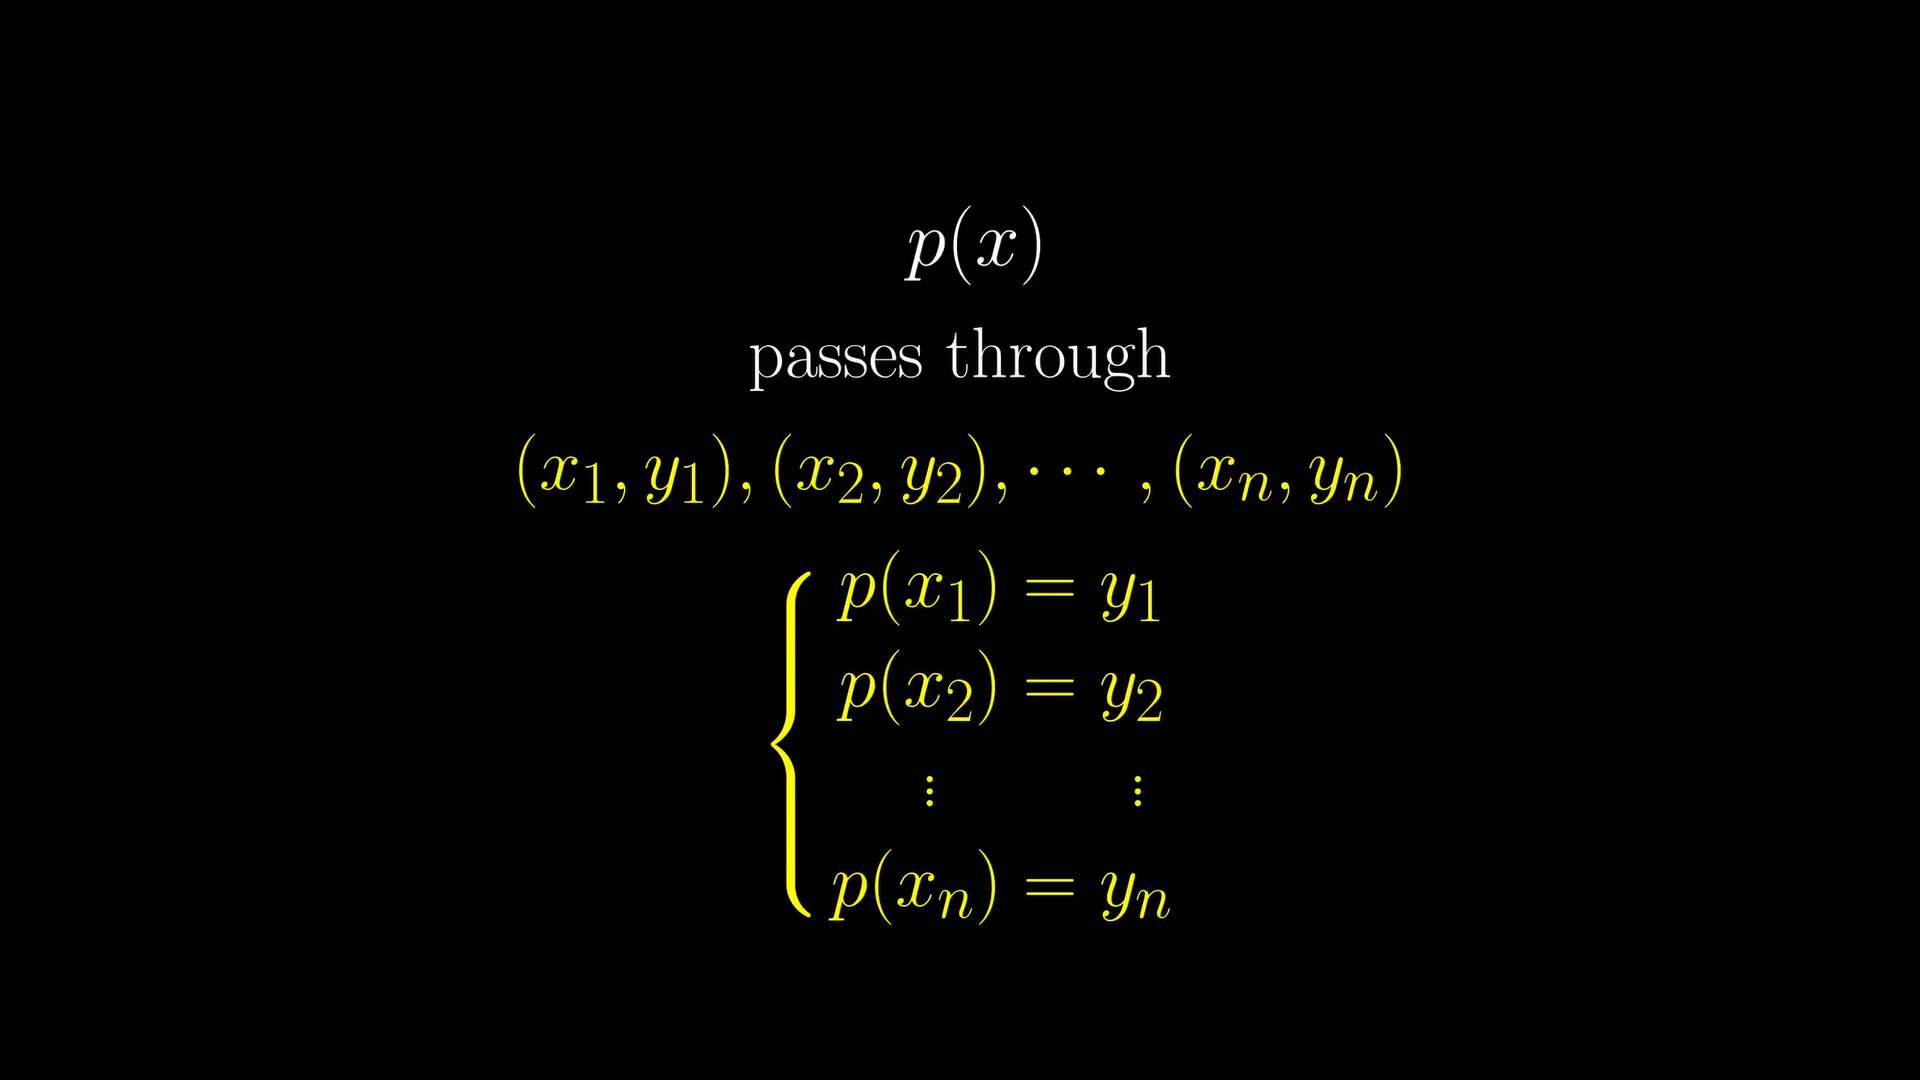 p(x)
passes through
(x₁, y₁), (x₂, y₂), ⋯ , (xₙ, yₙ)
{ p(x₁) = y₁
p(x₂) = y₂
⋮ ⋮
p(xₙ) = yₙ